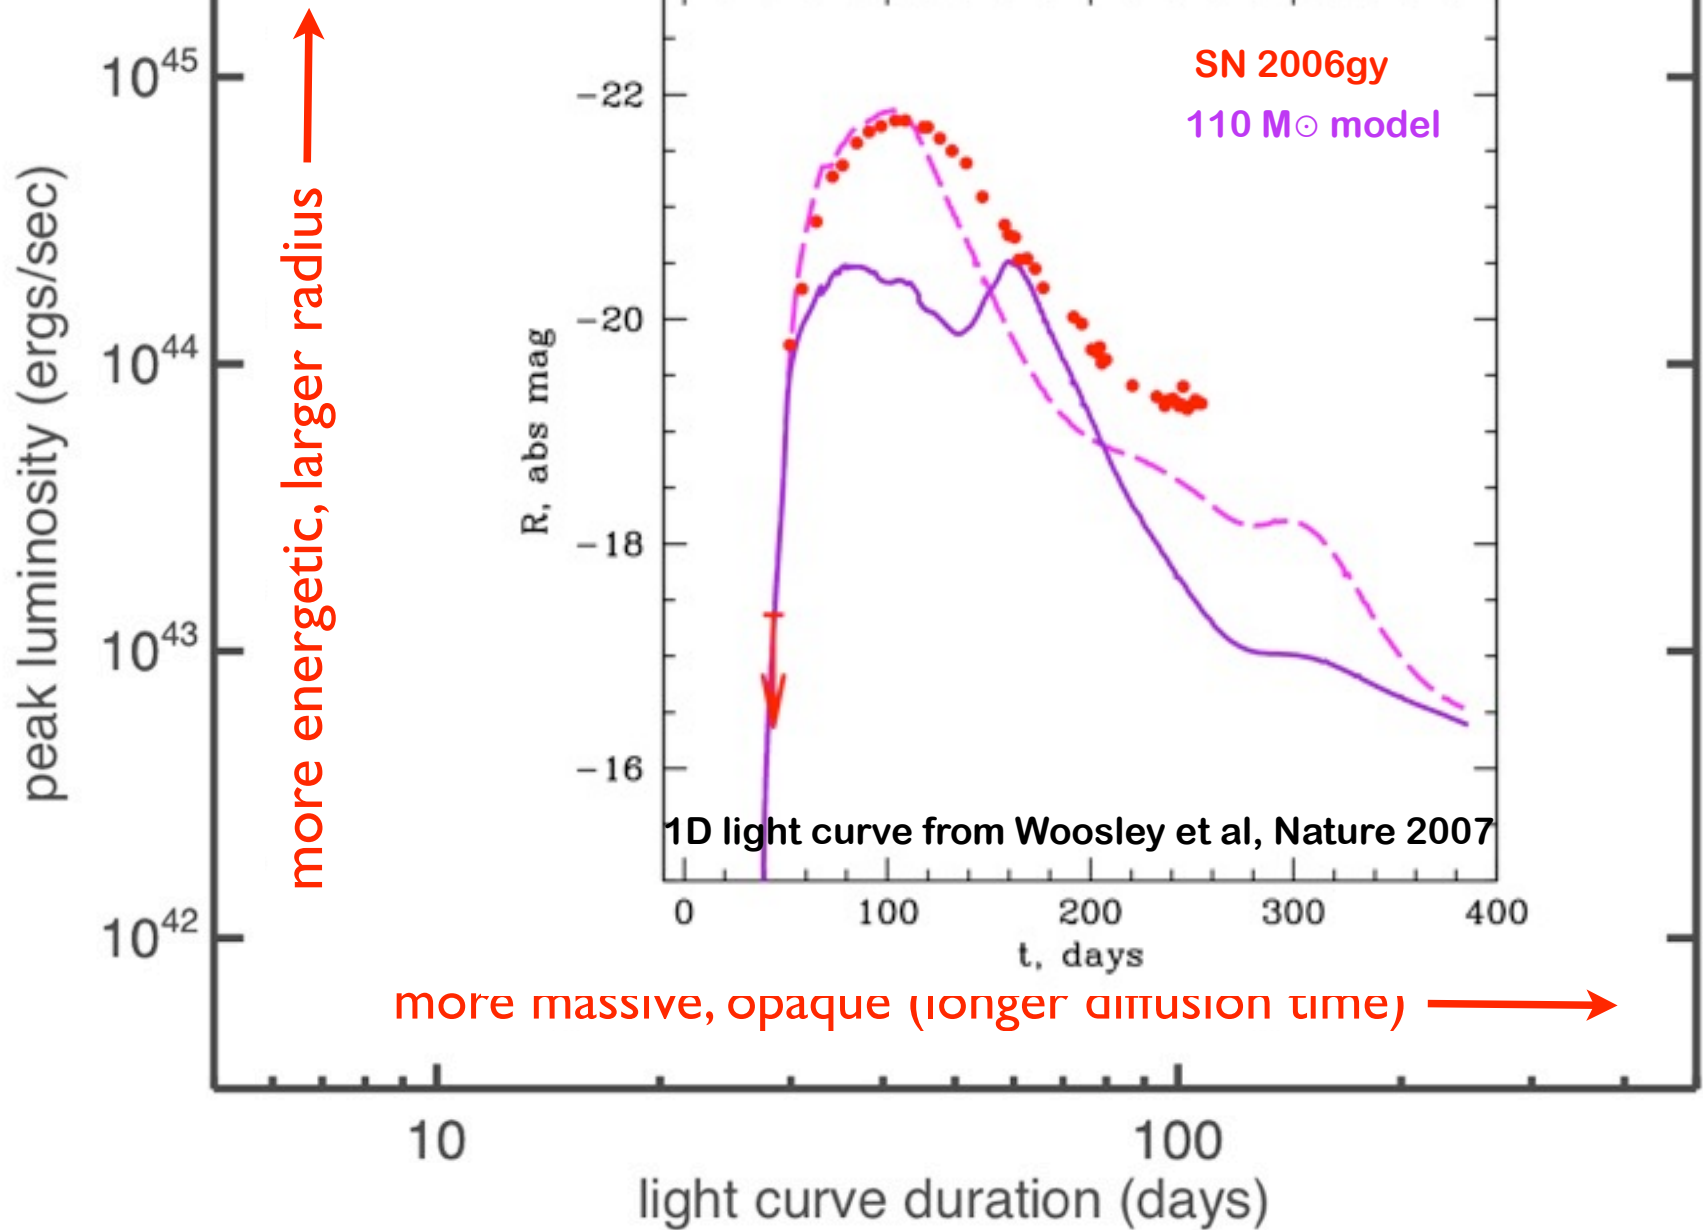 peak luminosity (ergs/sec)
10^45
10^44
10^43
10^42
more energetic, larger radius
SN 2006gy
110 M☉ model
R, abs mag
−22
−20
−18
−16
1D light curve from Woosley et al, Nature 2007
0 100 200 300 400
t, days
more massive, opaque (longer diffusion time)
10 100
light curve duration (days)